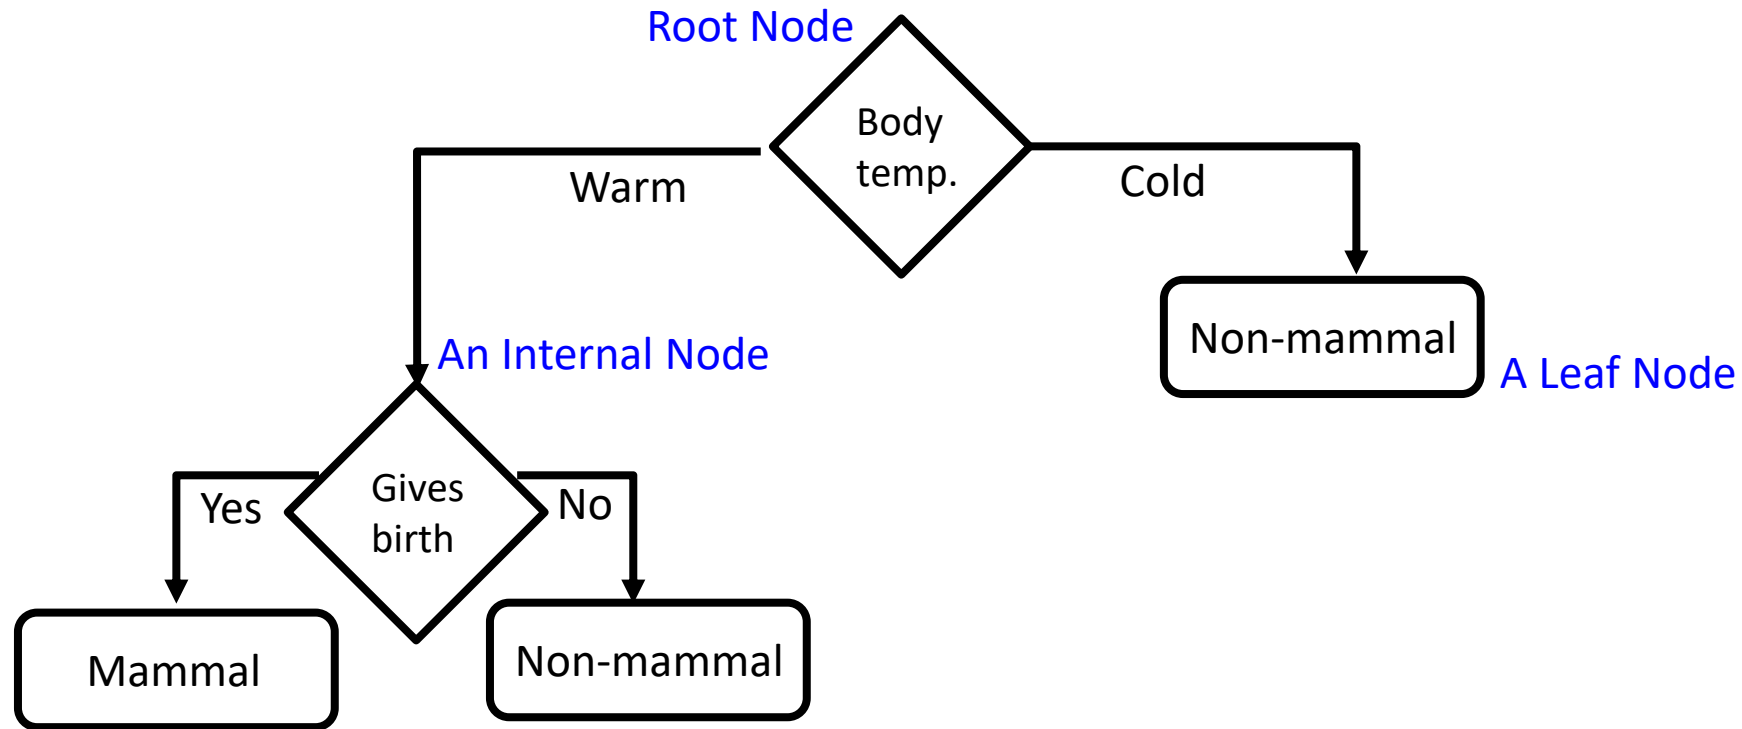 Root Node
Body
temp.
Warm
Cold
An Internal Node
Non-mammal
A Leaf Node
Gives
birth
Yes
No
Mammal
Non-mammal